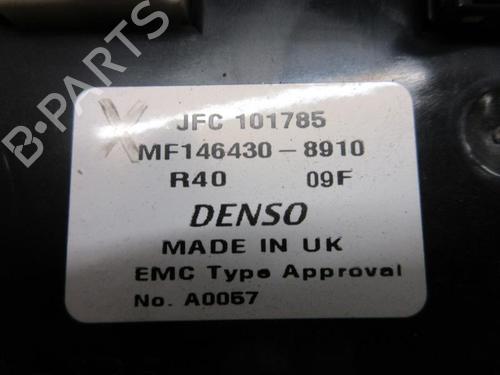 JFC 101785
MF146430-8910
R40 09F
DENSO
MADE IN UK
EMC Type Approval
No. A0057
B-PARTS